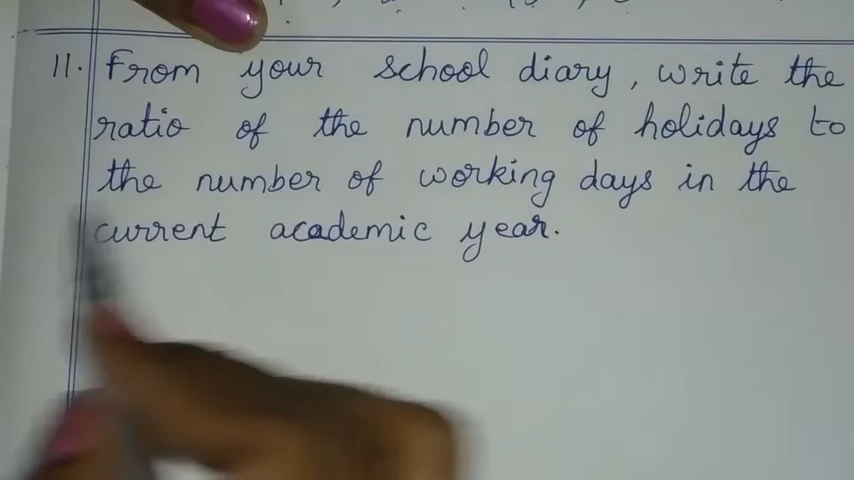 11. From your school diary, write the
ratio of the number of holidays to
the number of working days in the
current academic year.